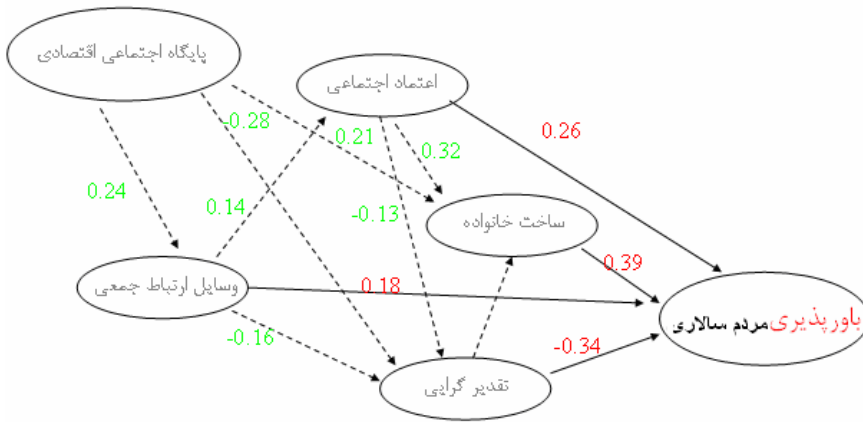 پایگاه اجتماعی اقتصادی
اعتماد اجتماعی
-0.28
0.21
0.32
0.26
0.24
0.14
-0.13
ساخت خانواده
0.39
وسایل ارتباط جمعی
0.18
باورپذیری مردم سالاری
-0.16
-0.34
تقدیر گرایی